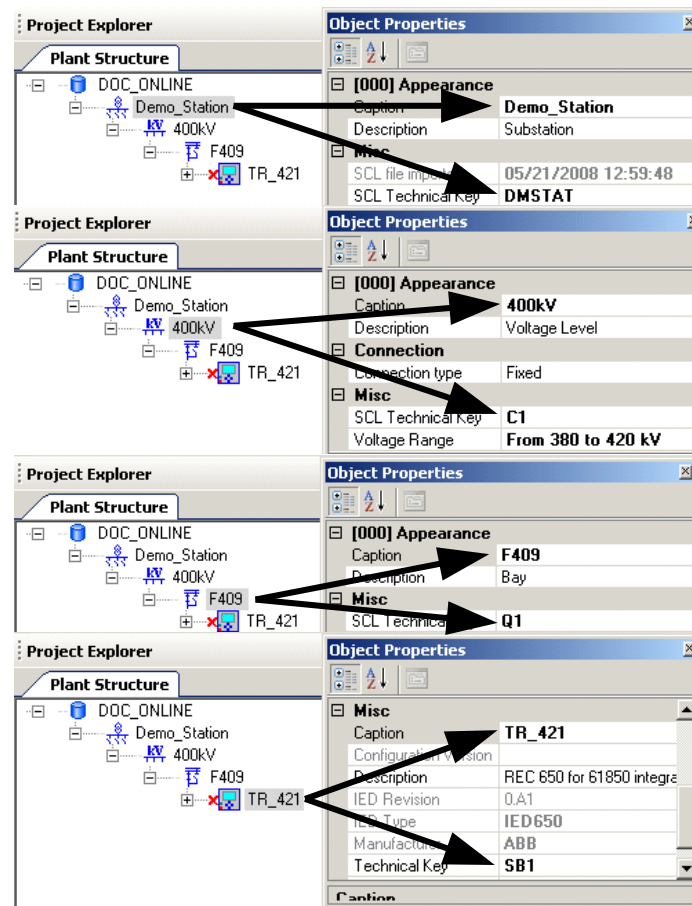 Project Explorer
Plant Structure
DOC_ONLINE
Demo_Station
400kV
F409
TR_421
Object Properties
[000] Appearance
Caption Demo_Station
Description Substation
Misc
SCL file 05/21/2008 12:59:48
SCL Technical Key DMSTAT
Project Explorer
Plant Structure
DOC_ONLINE
Demo_Station
400kV
F409
TR_421
Object Properties
[000] Appearance
Caption 400kV
Description Voltage Level
Connection
Connection type Fixed
Misc
SCL Technical Key C1
Voltage Range From 380 to 420 kV
Project Explorer
Plant Structure
DOC_ONLINE
Demo_Station
400kV
F409
TR_421
Object Properties
[000] Appearance
Caption F409
Description Bay
Misc
SCL Technical Q1
Project Explorer
Plant Structure
DOC_ONLINE
Demo_Station
400kV
F409
TR_421
Object Properties
Misc
Caption TR_421
Configuration Version
Description REC 650 for 61850 integra
IED Revision 0.A1
IED Type IED650
Manufacturer ABB
Technical Key SB1
Caption